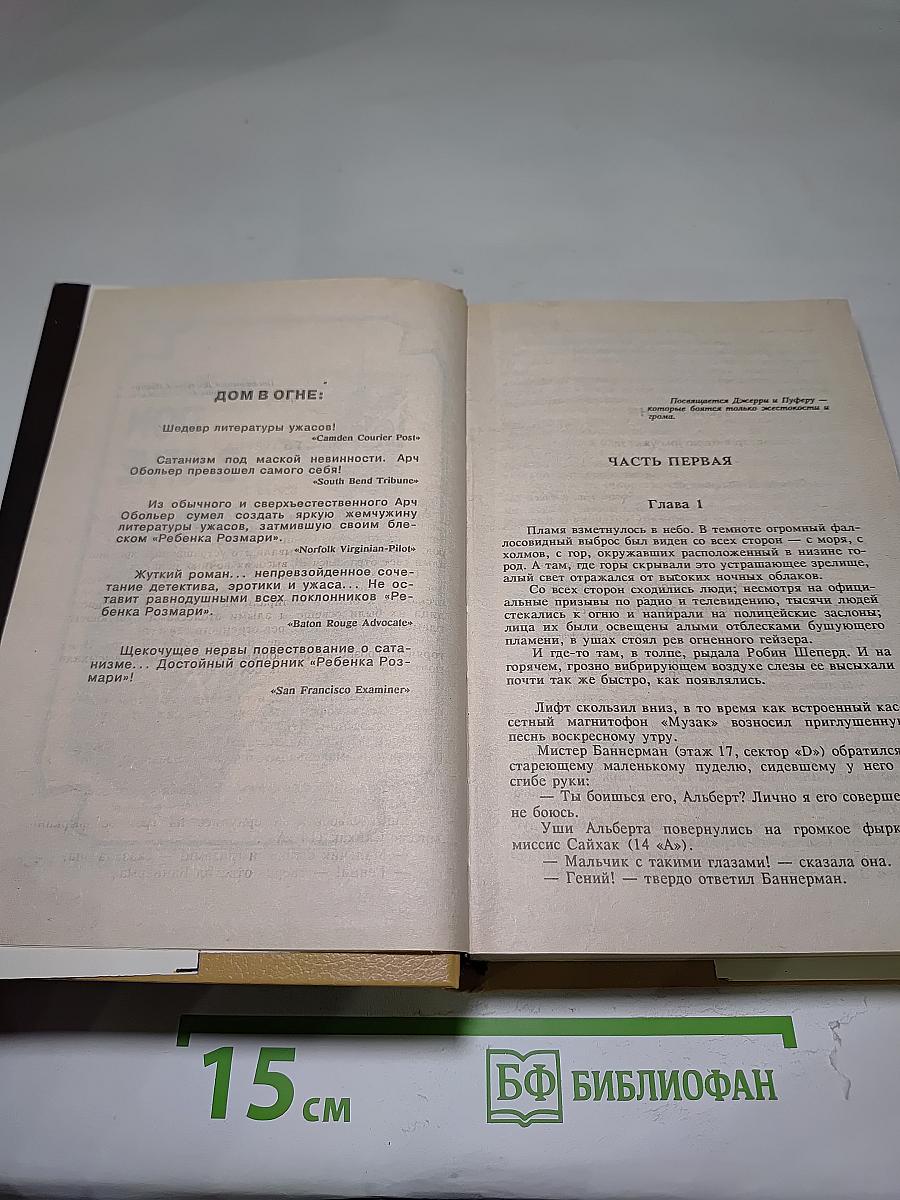 ДОМ В ОГНЕ:
Шедевр литературы ужасов!
«Camden Courier Post»
Сатанизм под маской невинности. Арч
Обольер превзошел самого себя!
«South Bend Tribune»
Из обычного и сверхъестественного Арч
Обольер сумел создать яркую жемчужину
литературы ужасов, затмившую своим бле-
ском «Ребенка Розмари».
«Norfolk Virginian-Pilot»
Жуткий роман... непревзойденное соче-
тание детектива, эротики и ужаса... Не ос-
тавит равнодушными всех поклонников «Ре-
бенка Розмари».
«Baton Rouge Advocate»
Щекочущее нервы повествование о сата-
низме... Достойный соперник «Ребенка Роз-
мари»!
«San Francisco Examiner»
Посвящается Джерри и Пуферу —
которые боятся только жестокости и
грома.
ЧАСТЬ ПЕРВАЯ
Глава 1
Пламя взметнулось в небо. В темноте огромный фал-
лосовидный выброс был виден со всех сторон — с моря, с
холмов, с гор, окружавших расположенный в низине го-
род. А там, где горы скрывали это устрашающее зрелище,
алый свет отражался от высоких ночных облаков.
Со всех сторон сходились люди; несмотря на офици-
альные призывы по радио и телевидению, тысячи людей
стекались к огню и напирали на полицейские заслоны;
лица их были освещены алыми отблесками бушующего
пламени, в ушах стоял рев огненного гейзера.
И где-то там, в толпе, рыдала Робин Шеперд. И на
горячем, грозно вибрирующем воздухе слезы ее высыхали
почти так же быстро, как появлялись.
Лифт скользил вниз, в то время как встроенный кас-
сетный магнитофон «Музак» возносил приглушенную
песнь воскресному утру.
Мистер Баннерман (этаж 17, сектор «D») обратился
стареющему маленькому пуделю, сидевшему у него
сгибе руки:
— Ты боишься его, Альберт? Лично я его соверше
не боюсь.
Уши Альберта повернулись на громкое фырк
миссис Сайхак (14 «А»).
— Мальчик с такими глазами! — сказала она.
— Гений! — твердо ответил Баннерман.
15 см
БФ БИБЛИОФАН